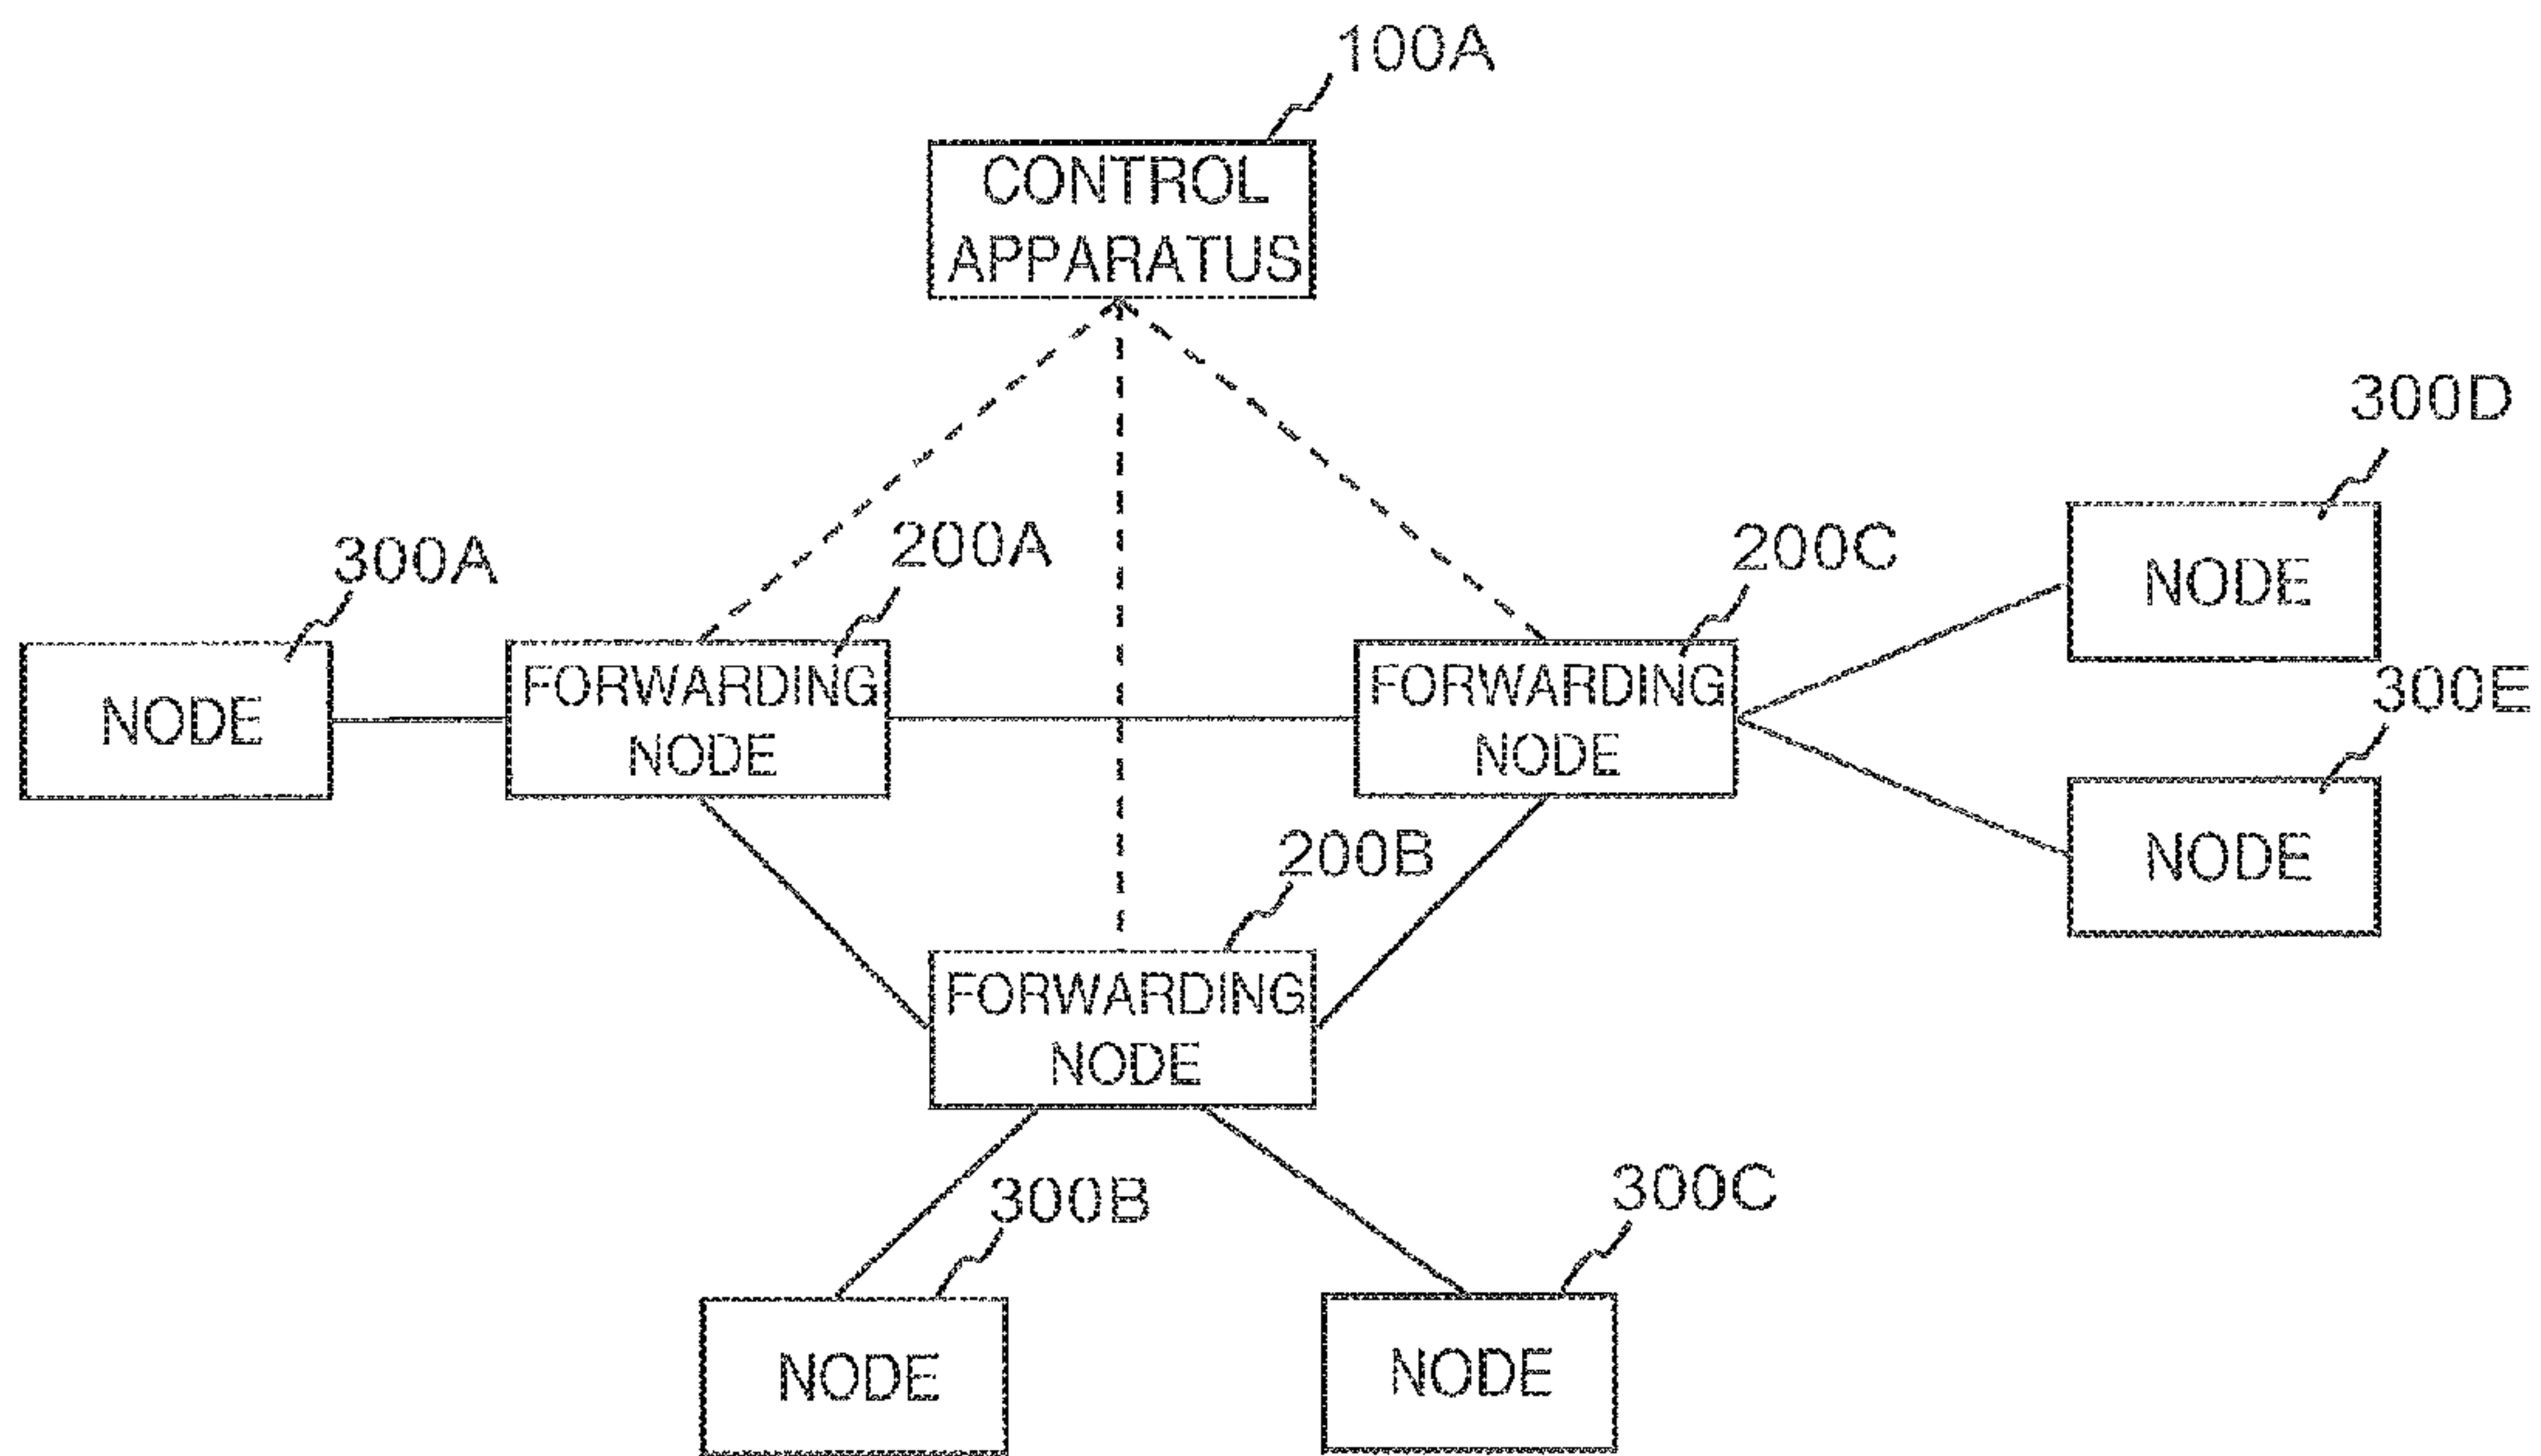 100A
CONTROL
APPARATUS
300D
200A
200C
300A
NODE
FORWARDING
NODE
FORWARDING
NODE
NODE
300E
NODE
200B
FORWARDING
NODE
300B
300C
NODE
NODE